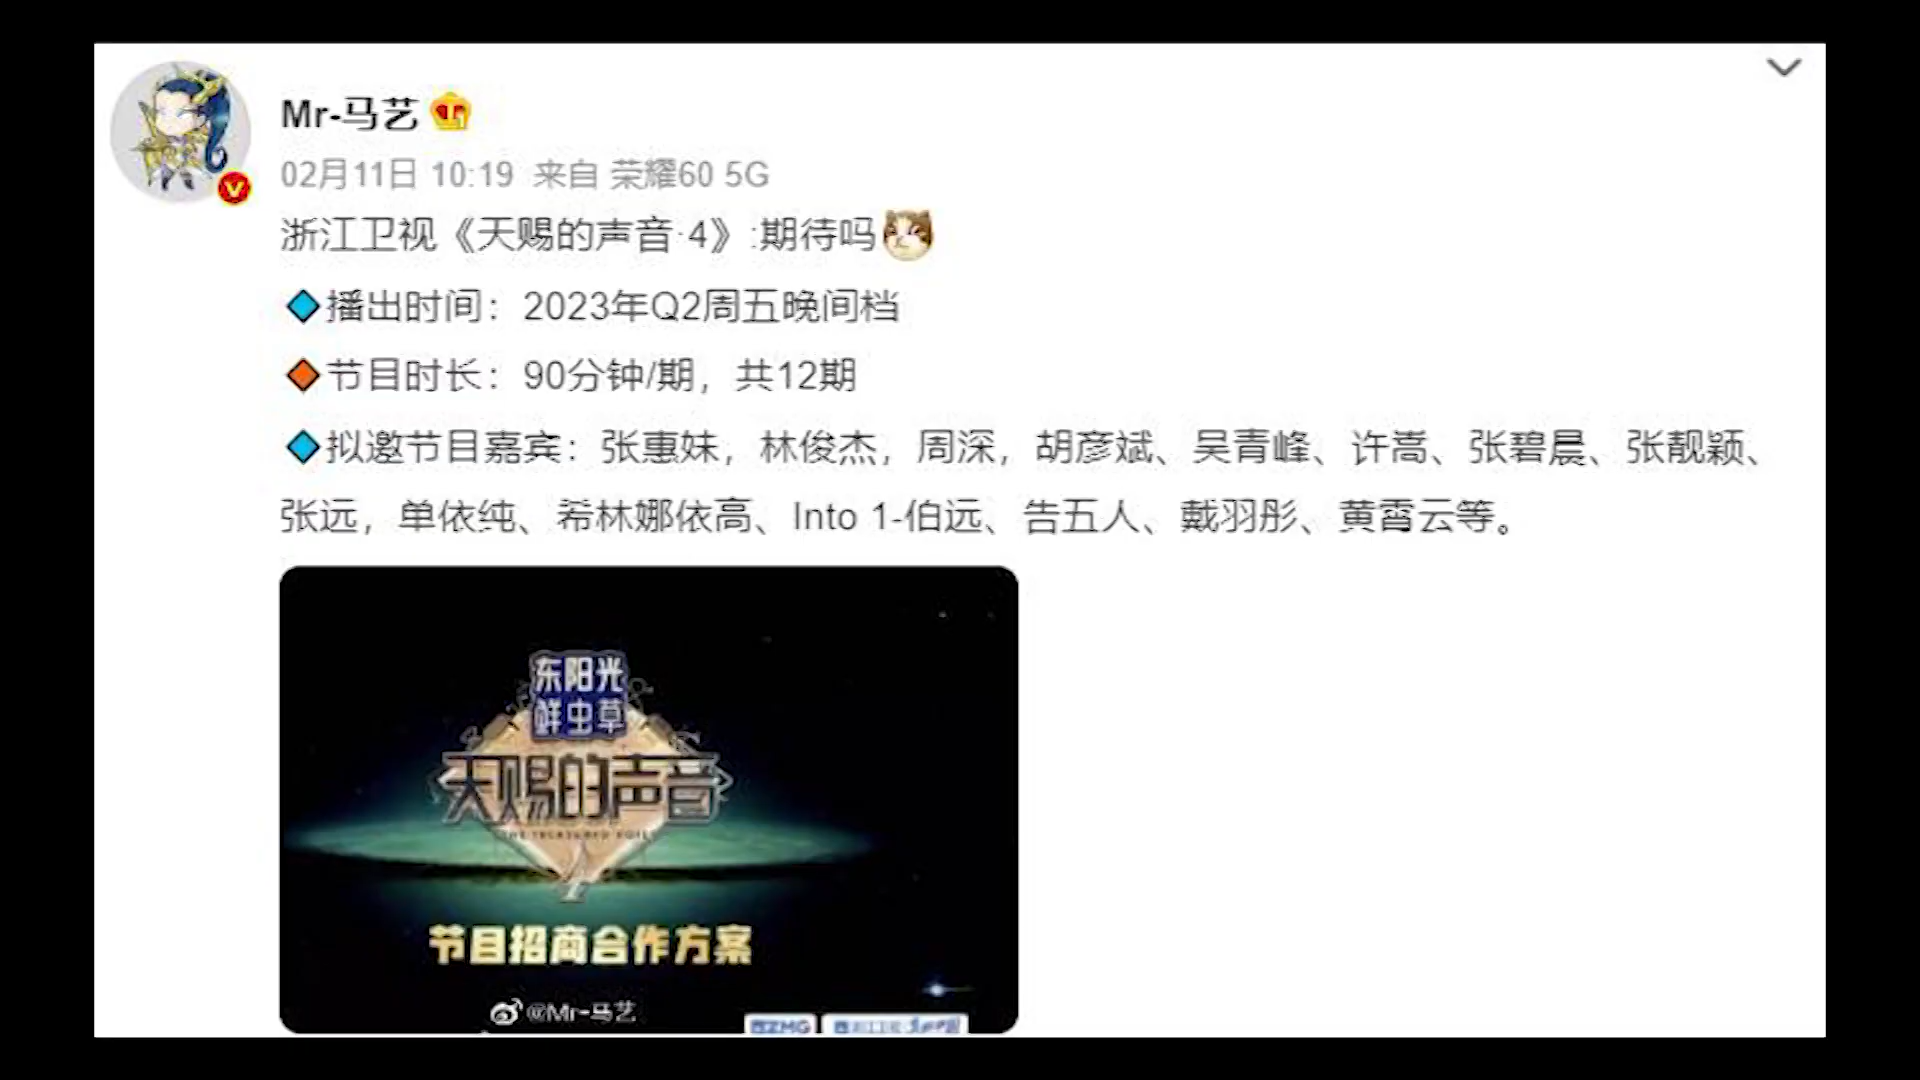 Mr-马艺
02月11日 10:19 来自 荣耀60 5G
浙江卫视《天赐的声音·4》:期待吗
播出时间：2023年Q2周五晚间档
节目时长：90分钟/期，共12期
拟邀节目嘉宾：张惠妹，林俊杰，周深，胡彦斌、吴青峰、许嵩、张碧晨、张靓颖、
张远，单依纯、希林娜依高、Into 1-伯远、告五人、戴羽彤、黄霄云等。
东阳光
鲜虫草
天赐的声音
THE TREASURED VOICE
4
节目招商合作方案
@Mr-马艺
ZMG